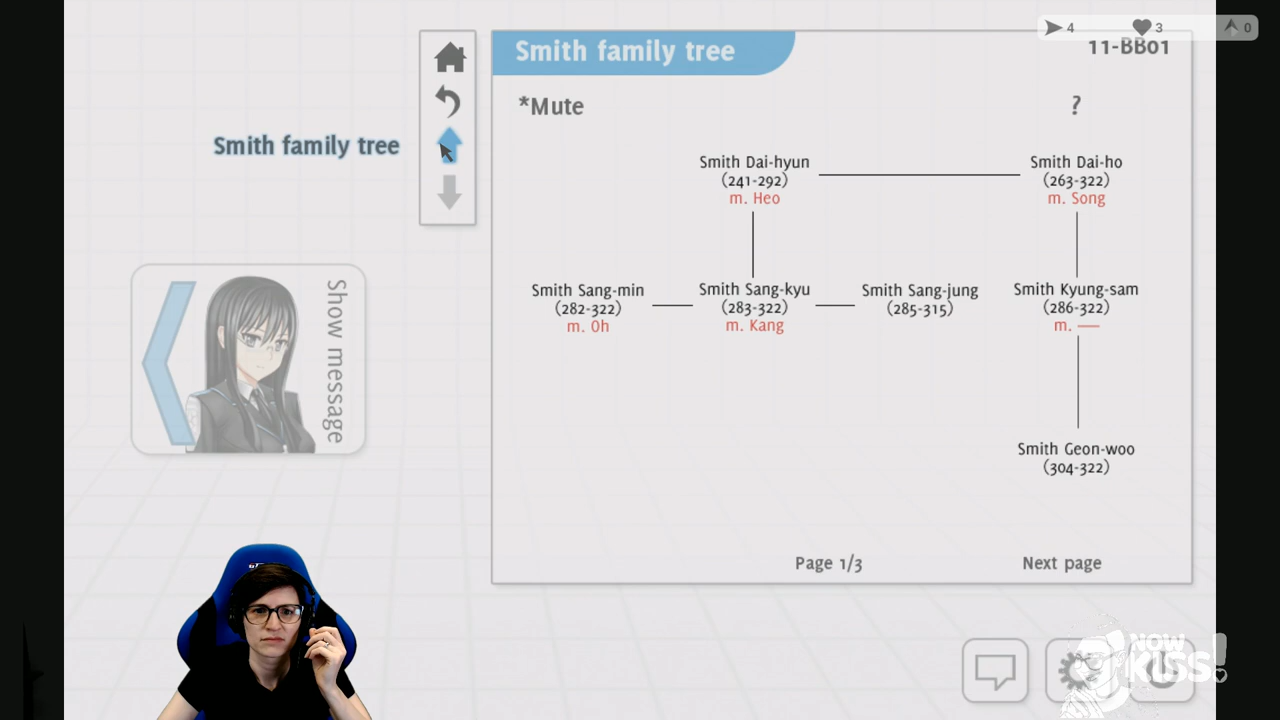 4
3
0
Smith family tree
11-BB01
*Mute
?
Smith family tree
Smith Dai-hyun
(241-292)
m. Heo
Smith Dai-ho
(263-322)
m. Song
Smith Sang-min
(282-322)
m. Oh
Smith Sang-kyu
(283-322)
m. Kang
Smith Sang-jung
(285-315)
Smith Kyung-sam
(286-322)
m. —
Show message
Smith Geon-woo
(304-322)
Page 1/3
Next page
NOW
KISS!